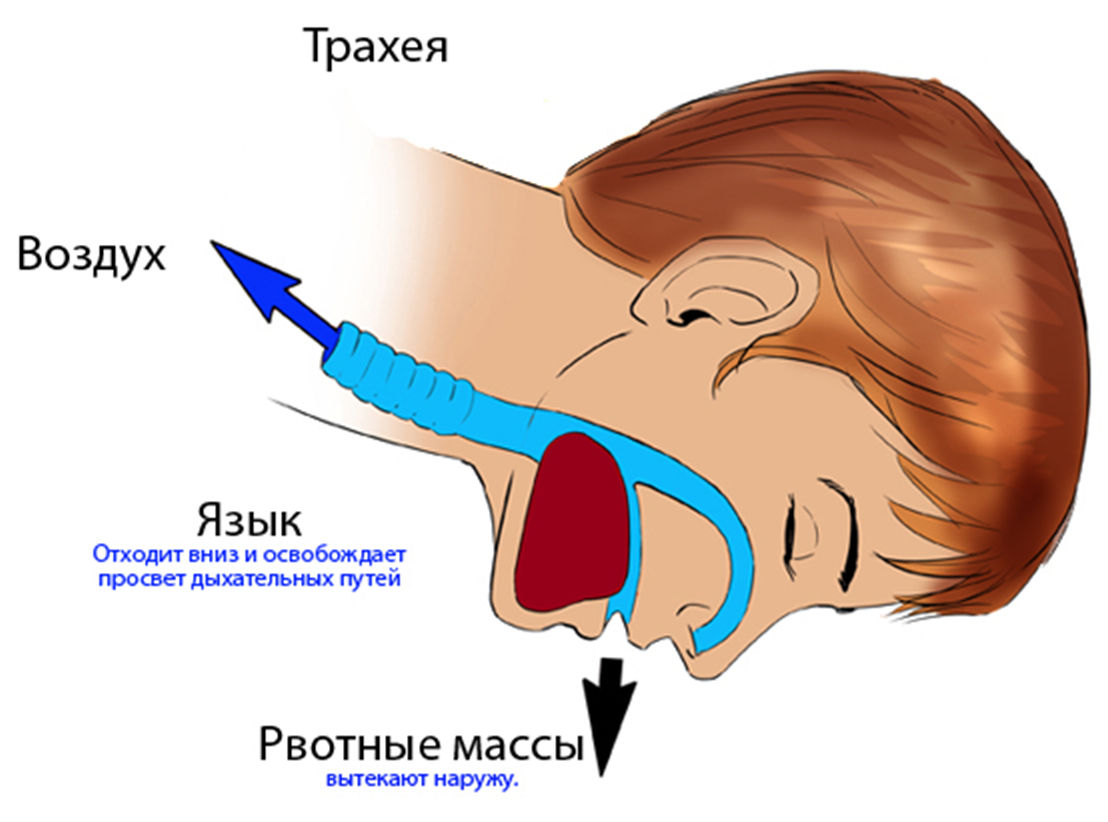 Трахея
Воздух
Язык
Отходит вниз и освобождает
просвет дыхательных путей
Рвотные массы
вытекают наружу.